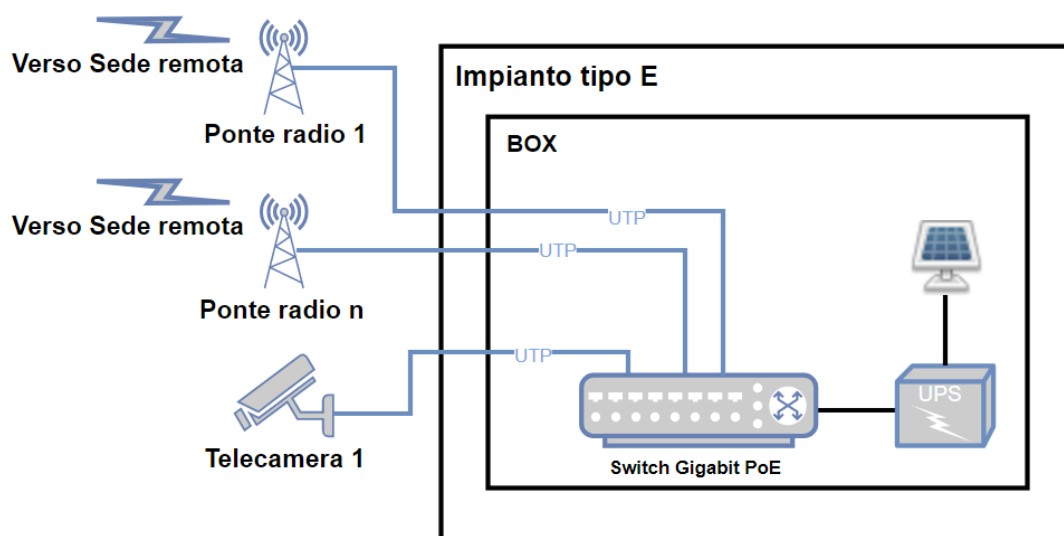 Verso Sede remota
Ponte radio 1
Impianto tipo E
BOX
Verso Sede remota
Ponte radio n
UTP
UTP
UTP
Telecamera 1
Switch Gigabit PoE
UPS